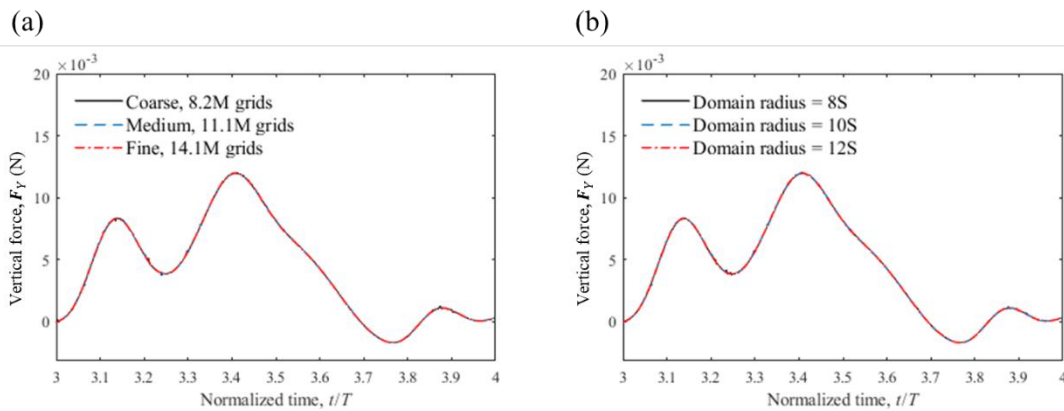 (a)
×10⁻³
20
15
10
5
0
Vertical force, F_Y (N)
Coarse, 8.2M grids
Medium, 11.1M grids
Fine, 14.1M grids
3 3.1 3.2 3.3 3.4 3.5 3.6 3.7 3.8 3.9 4
Normalized time, t/T
(b)
×10⁻³
20
15
10
5
0
Vertical force, F_Y (N)
Domain radius = 8S
Domain radius = 10S
Domain radius = 12S
3 3.1 3.2 3.3 3.4 3.5 3.6 3.7 3.8 3.9 4
Normalized time, t/T